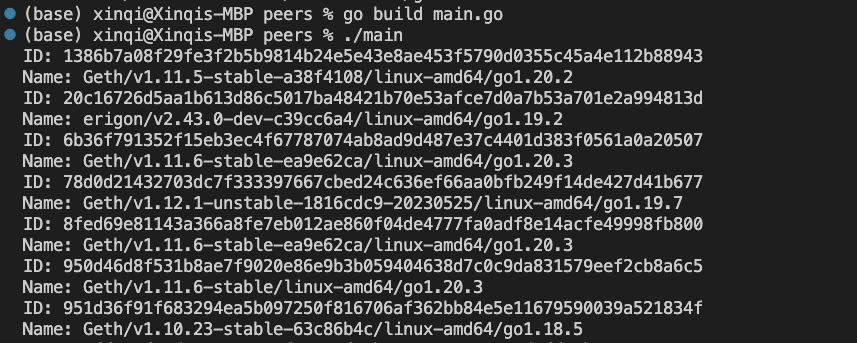 (base) xinqi@Xinqis-MBP peers % go build main.go
(base) xinqi@Xinqis-MBP peers % ./main
ID: 1386b7a08f29fe3f2b5b9814b24e5e43e8ae453f5790d0355c45a4e112b88943
Name: Geth/v1.11.5-stable-a38f4108/linux-amd64/go1.20.2
ID: 20c16726d5aa1b613d86c5017ba48421b70e53afce7d0a7b53a701e2a994813d
Name: erigon/v2.43.0-dev-c39cc6a4/linux-amd64/go1.19.2
ID: 6b36f791352f15eb3ec4f67787074ab8ad9d487e37c4401d383f0561a0a20507
Name: Geth/v1.11.6-stable-ea9e62ca/linux-amd64/go1.20.3
ID: 78d0d21432703dc7f333397667cbed24c636ef66aa0bfb249f14de427d41b677
Name: Geth/v1.12.1-unstable-1816cdc9-20230525/linux-amd64/go1.19.7
ID: 8fed69e81143a366a8fe7eb012ae860f04de4777fa0adf8e14acfe49998fb800
Name: Geth/v1.11.6-stable-ea9e62ca/linux-amd64/go1.20.3
ID: 950d46d8f531b8ae7f9020e86e9b3b059404638d7c0c9da831579eef2cb8a6c5
Name: Geth/v1.11.6-stable/linux-amd64/go1.20.3
ID: 951d36f91f683294ea5b097250f816706af362bb84e5e11679590039a521834f
Name: Geth/v1.10.23-stable-63c86b4c/linux-amd64/go1.18.5